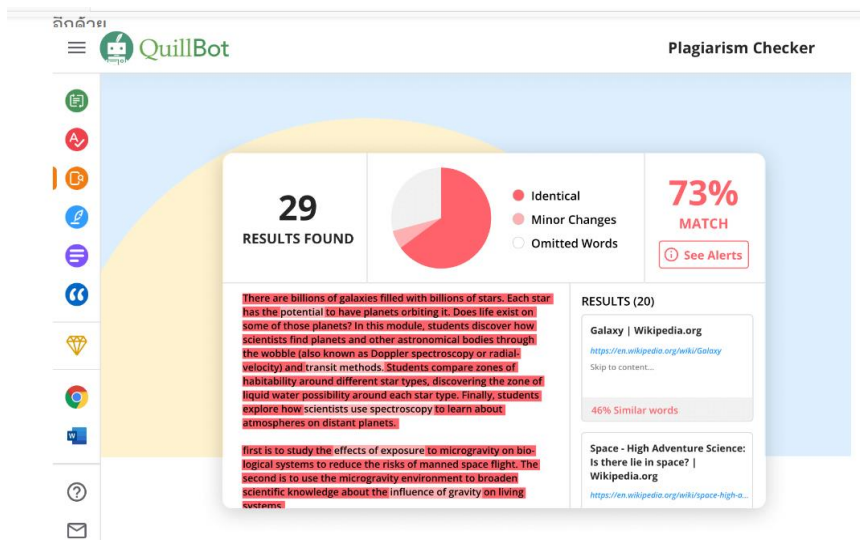 อีกด้วย
QuillBot
Plagiarism Checker
29
RESULTS FOUND
Identical
Minor Changes
Omitted Words
73%
MATCH
See Alerts
There are billions of galaxies filled with billions of stars. Each star
has the potential to have planets orbiting it. Does life exist on
some of those planets? In this module, students discover how
scientists find planets and other astronomical bodies through
the wobble (also known as Doppler spectroscopy or radial-
velocity) and transit methods. Students compare zones of
habitability around different star types, discovering the zone of
liquid water possibility around each star type. Finally, students
explore how scientists use spectroscopy to learn about
atmospheres on distant planets.
first is to study the effects of exposure to microgravity on bio-
logical systems to reduce the risks of manned space flight. The
second is to use the microgravity environment to broaden
scientific knowledge about the influence of gravity on living
systems.
RESULTS (20)
Galaxy | Wikipedia.org
https://en.wikipedia.org/wiki/Galaxy
Skip to content...
46% Similar words
Space - High Adventure Science:
Is there lie in space? |
Wikipedia.org
https://en.wikipedia.org/wiki/space-high-a...